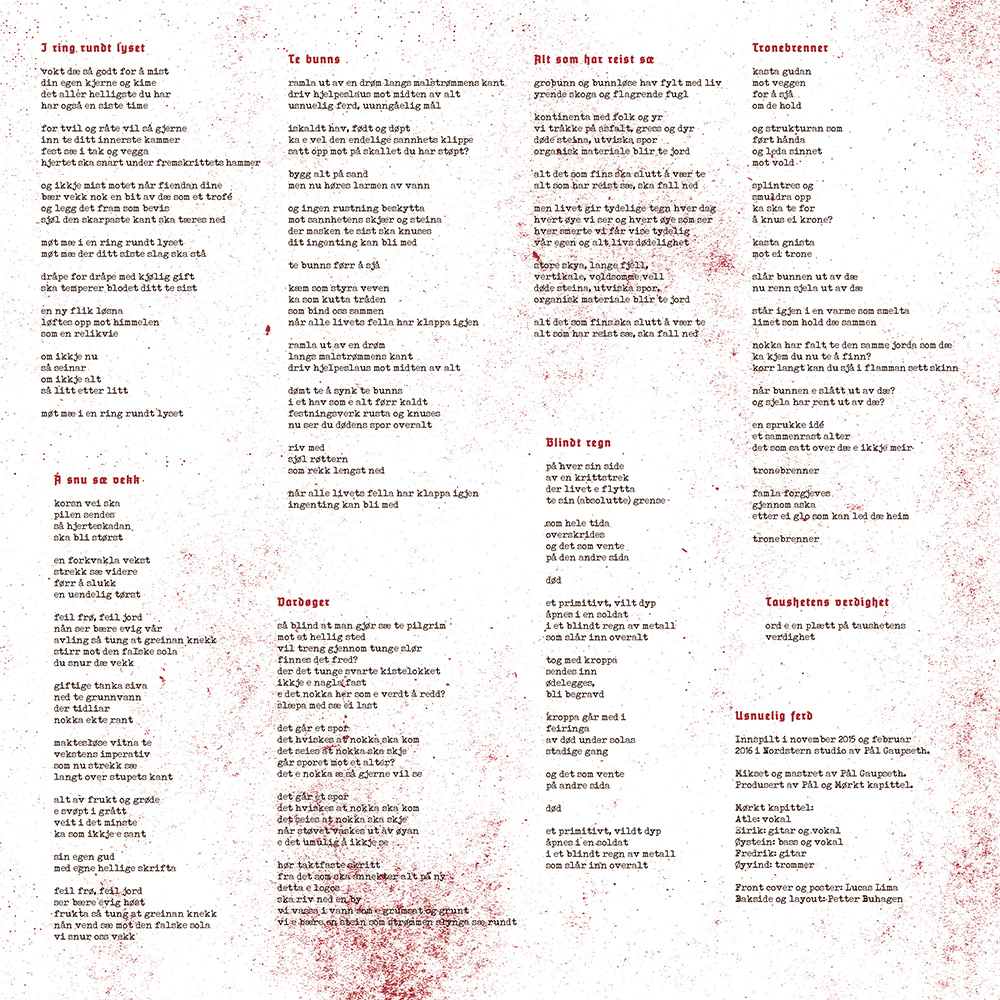 I ring rundt lyset
vokt dæ så godt for å mist
din egen kjerne og kime
det aller helligste du har
har også en siste time
for tvil og råte vil så gjerne
inn te ditt innerste kammer
fest sæ i tak og vegga
hjertet ska snart under fremskrittets hammer
og ikkje mist motet når fiendan dine
bær vekk nok en bit av dæ som et trofé
og legg det fram som bevis
sjøl den skarpaste kant ska tæres ned
møt mæ i en ring rundt lyset
møt mæ der ditt siste slag ska stå
dråpe for dråpe med kjølig gift
ska temperer blodet ditt te sist
en ny flik løsna
løftes opp mot himmelen
som en relikvie
om ikkje nu
så seinar
om ikkje alt
så litt etter litt
møt mæ i en ring rundt lyset
Å snu sæ vekk
korsn vei ska
pilen sendes
så hjerteskadan
ska bli størst
en forkvakla vekst
strekk sæ videre
førr å slukk
en uendelig tørst
feil frø, feil jord
nån ser bære evig vår
avling så tung at greinan knekk
stirr mot den falske sola
du snur dæ vekk
giftige tanka siva
ned te grunnvann
der tidliar
nokka ekte rant
maktesløse vitna te
vekstens imperativ
som nu strekk sæ
langt over stupets kant
alt av frukt og grøde
e svøpt i grått
veit i det minste
ka som ikkje e sant
sin egen gud
med egne hellige skrifta
feil frø, feil jord
ser bære evig høst
frukta så tung at greinan knekk
nån vend sæ mot den falske sola
vi snur oss vekk
Te bunns
ramla ut av en drøm langs malstrømmens kant
driv hjelpeslaus mot midten av alt
usnuelig ferd, uunngåelig mål
iskaldt hav, født og døpt
ka e vel den endelige sannhets klippe
satt opp mot på skallet du har støpt?
bygg alt på sand
men nu høres larmen av vann
og ingen rustning beskytta
mot sannhetens skjær og steina
der masken te sist ska knuses
dit ingenting kan bli med
te bunns førr å sjå
kæm som styra veven
ka som kutta tråden
som bind oss sammen
når alle livets fella har klappa igjen
ramla ut av en drøm
langs malstrømmens kant
driv hjelpeslaus mot midten av alt
dømt te å synk te bunns
i et hav som e alt førr kaldt
festningsverk rusta og knuses
nu ser du dødens spor overalt
riv med
sjøl røttern
som rekk lengst ned
når alle livets fella har klappa igjen
ingenting kan bli med
Vardøger
så blind at man gjør sæ te pilgrim
mot et hellig sted
vil treng gjennom tunge slør
finnes det fred?
der det tunge svarte kistelokket
ikkje e nagla fast
e det nokka her som e verdt å redd?
slæpa med sæ ei last
det går et spor
det hviskes at nokka ska kom
det seies at nokka ska skje
går sporet mot et alter?
det e nokka æ så gjerne vil se
det går et spor
det hviskes at nokka ska kom
det seies at nokka ska skje
når støvet vaskes ut av øyan
e det umulig å ikkje se
hør taktfaste skritt
fra det som ska annekter alt på ny
detta e logos
ska riv ned en by
vi vassa i vann som e grumsat og grunt
vi e bære en stein som strømmen slynga sæ rundt
Alt som har reist sæ
grobunn og bunnløse hav fylt med liv
yrende skoga og flagrende fugl
kontinenta med folk og yr
vi tråkke på asfalt, gress og dyr
døde steina, utviska spor
organisk materiale blir te jord
alt det som fins ska slutt å vær te
alt som har reist sæ, ska fall ned
men livet gir tydelige tegn hver dag
hvert øye vi ser og hvert øye som ser
hver smerte vi får vise tydelig
vår egen og alt livs dødelighet
store skya, lange fjell,
vertikale, voldsomme vell
døde steina, utviska spor,
organisk materiale blir te jord
alt det som fins ska slutt å vær te
alt som har reist sæ, ska fall ned
Blindt regn
på hver sin side
av en krittstrek
der livet e flytta
te sin (absolutte) grense
som hele tida
overskrides
og det som vente
på den andre sida
død
et primitivt, vilt dyp
åpnes i en soldat
i et blindt regn av metall
som slår inn overalt
tog med kroppa
sendes inn
ødelegges,
bli begravd
kroppa går med i
feiringa
av død under solas
stadige gang
og det som vente
på andre sida
død
et primitivt, vildt dyp
åpnes i en soldat
i et blindt regn av metall
som slår inn overalt
Tronebrenner
kasta gudan
mot veggen
for å sjå
om de hold
og strukturan som
ført hånda
og leda sinnet
mot vold
splintres og
smuldra opp
ka ska te for
å knus ei krone?
kasta gnista
mot ei trone
slår bunnen ut av dæ
nu renn sjela ut av dæ
står igjen i en varme som smelta
limet som hold dæ sammen
nokka har falt te den samme jorda som dæ
ka kjem du nu te å finn?
korr langt kan du sjå i flamman sett skinn
når bunnen e slått ut av dæ?
og sjela har rent ut av dæ?
en sprukke idé
et sammenrast alter
det som satt over dæ e ikkje meir
tronebrenner
famla forgjeves
gjennom aska
etter ei glo som kan led dæ heim
tronebrenner
Taushetens verdighet
ord e en plætt på taushetens
verdighet
Usnuelig ferd
Innspilt i november 2015 og februar
2016 i Nordstern studio av Pål Gaupseth.
Mikset og mastret av Pål Gaupseth.
Produsert av Pål og Mørkt kapittel.
Mørkt kapittel:
Atle: vokal
Eirik: gitar og vokal
Øystein: bass og vokal
Fredrik: gitar
Øyvind: trommer
Front cover og poster: Lucas Lima
Bakside og layout: Petter Buhagen